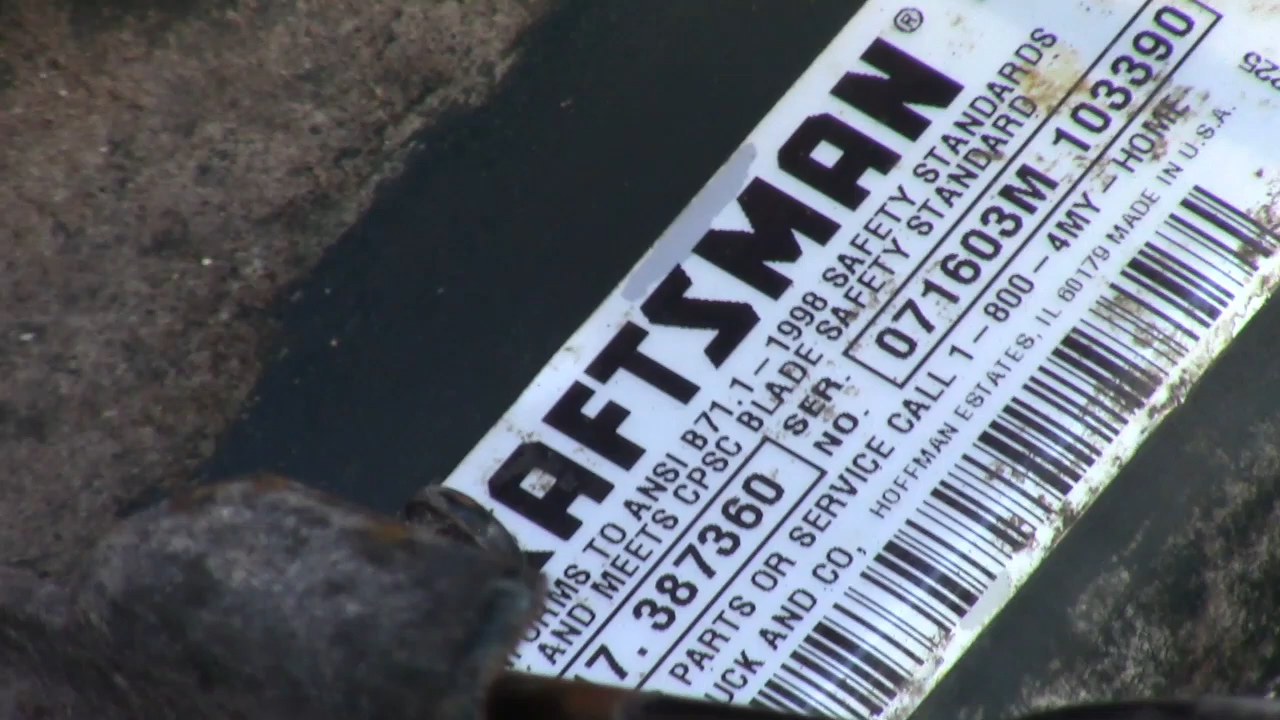 AFTSMAN®
ORMS TO ANSI B71.1-1998 SAFETY STANDARDS
AND MEETS CPSC BLADE SAFETY STANDARD
7.387360 SER. NO. 071603M 103390
PARTS OR SERVICE CALL 1-800-4MY-HOME
UCK AND CO, HOFFMAN ESTATES, IL 60179 MADE IN U.S.A.